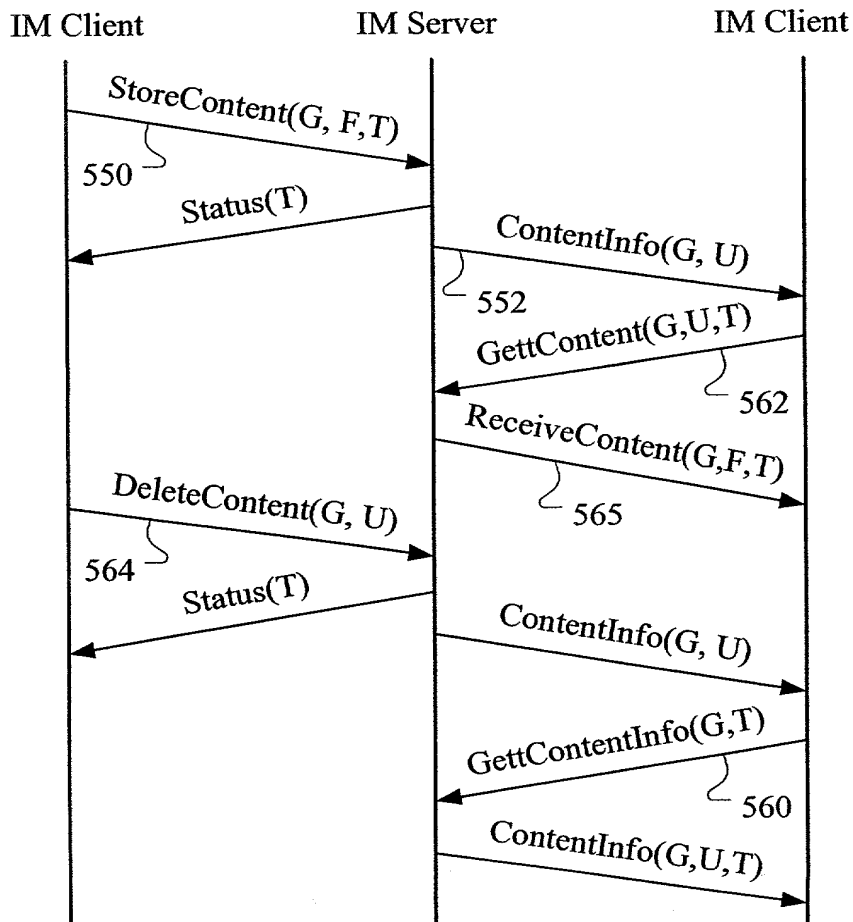 IM Client
IM Server
IM Client
StoreContent(G, F,T)
550
Status(T)
ContentInfo(G, U)
552
GettContent(G,U,T)
562
ReceiveContent(G,F,T)
565
DeleteContent(G, U)
564
Status(T)
ContentInfo(G, U)
GettContentInfo(G,T)
560
ContentInfo(G,U,T)